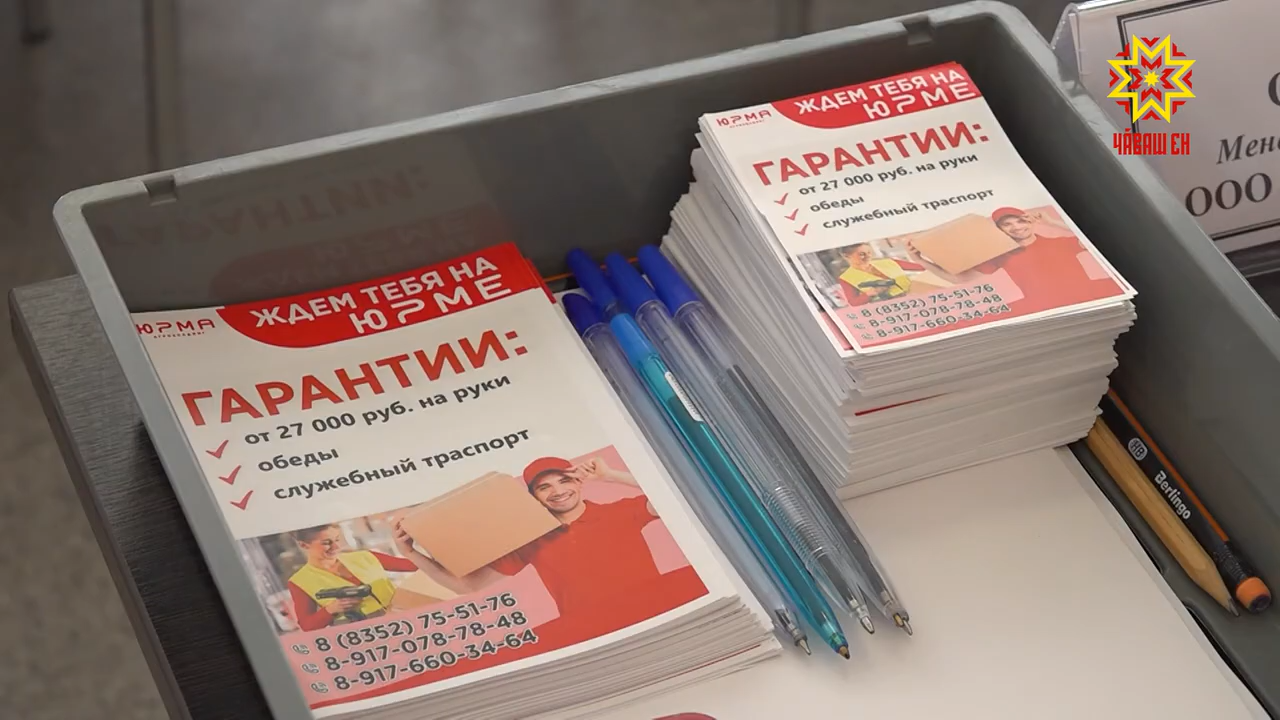 ЮРМА
ЖДЕМ ТЕБЯ НА
ЮРМЕ
ГАРАНТИИ:
от 27 000 руб. на руки
обеды
служебный траспорт
8 (8352) 75-51-76
8-917-078-78-48
8-917-660-34-64
ЮРМА
ЖДЕМ ТЕБЯ НА
ЮРМЕ
ГАРАНТИИ:
от 27 000 руб. на руки
обеды
служебный траспорт
8 (8352) 75-51-76
8-917-078-78-48
8-917-660-34-64
HB Berlingo
ЧӐВАШ ЕН
ООО